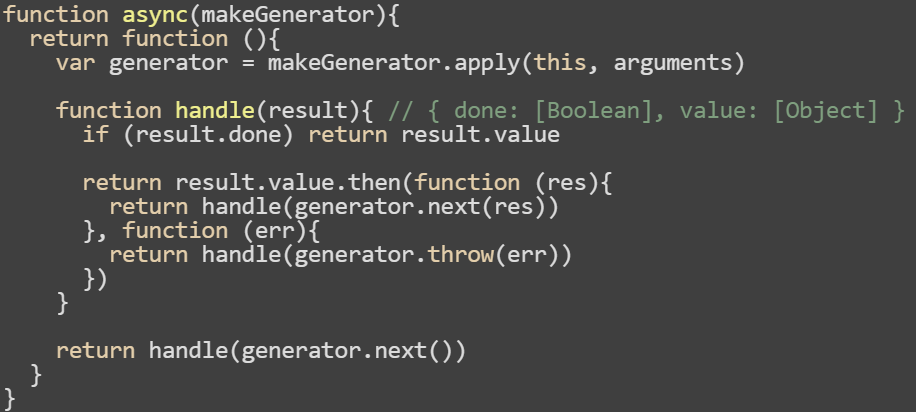 function async(makeGenerator){
  return function (){
    var generator = makeGenerator.apply(this, arguments)

    function handle(result){ // { done: [Boolean], value: [Object] }
      if (result.done) return result.value

      return result.value.then(function (res){
        return handle(generator.next(res))
      }, function (err){
        return handle(generator.throw(err))
      })
    }

    return handle(generator.next())
  }
}